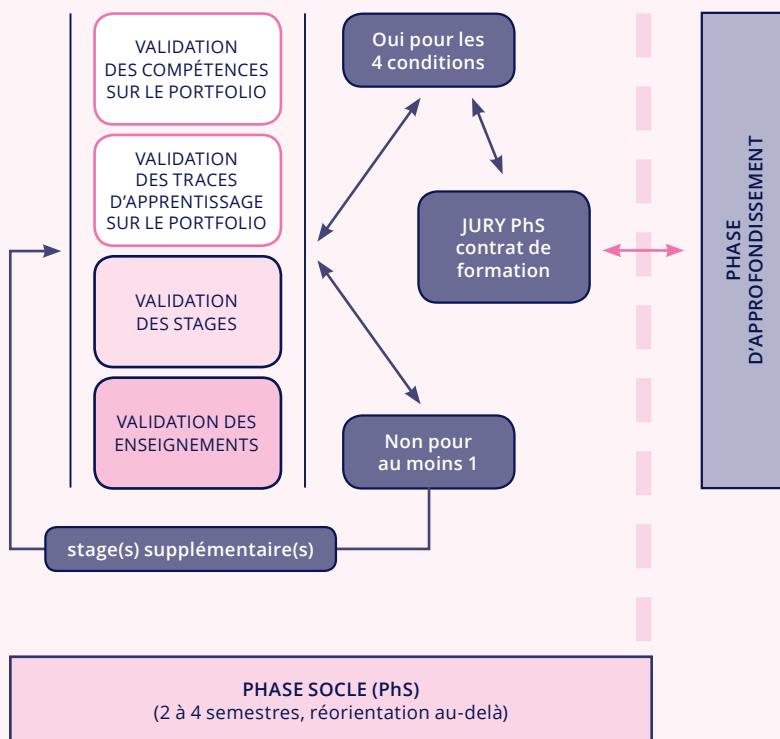 VALIDATION
DES COMPÉTENCES
SUR LE PORTFOLIO
VALIDATION
DES TRACES
D'APPRENTISSAGE
SUR LE PORTFOLIO
VALIDATION
DES STAGES
VALIDATION DES
ENSEIGNEMENTS
Oui pour les
4 conditions
JURY PhS
contrat de
formation
Non pour
au moins 1
stage(s) supplémentaire(s)
PHASE
D'APPROFONDISSEMENT
PHASE SOCLE (PhS)
(2 à 4 semestres, réorientation au-delà)